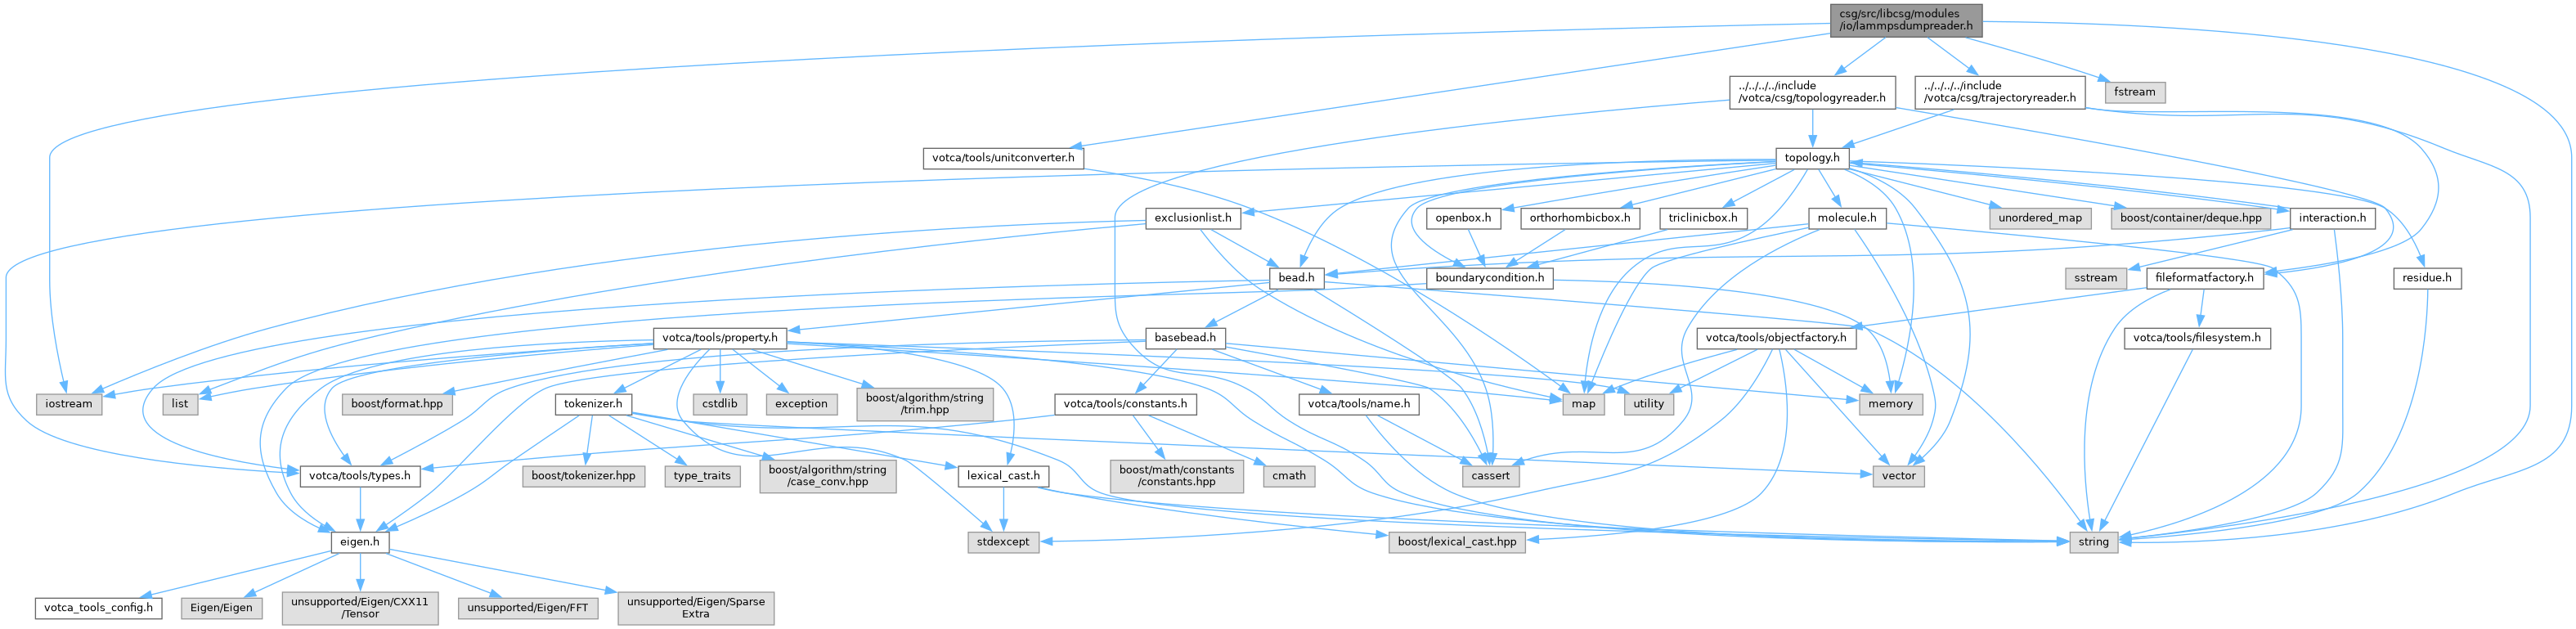 csg/src/libcsg/modules
/io/lammpsdumpreader.h
../../../../include
/votca/csg/topologyreader.h
../../../../include
/votca/csg/trajectoryreader.h
fstream
votca/tools/unitconverter.h
topology.h
exclusionlist.h
openbox.h
orthorhombicbox.h
triclinicbox.h
molecule.h
unordered_map
boost/container/deque.hpp
interaction.h
bead.h
boundarycondition.h
sstream
fileformatfactory.h
residue.h
votca/tools/property.h
basebead.h
votca/tools/objectfactory.h
votca/tools/filesystem.h
iostream
list
boost/format.hpp
tokenizer.h
cstdlib
exception
boost/algorithm/string
/trim.hpp
votca/tools/constants.h
votca/tools/name.h
map
utility
memory
votca/tools/types.h
boost/tokenizer.hpp
type_traits
boost/algorithm/string
/case_conv.hpp
lexical_cast.h
boost/math/constants
/constants.hpp
cmath
cassert
vector
eigen.h
stdexcept
boost/lexical_cast.hpp
string
votca_tools_config.h
Eigen/Eigen
unsupported/Eigen/CXX11
/Tensor
unsupported/Eigen/FFT
unsupported/Eigen/Sparse
Extra